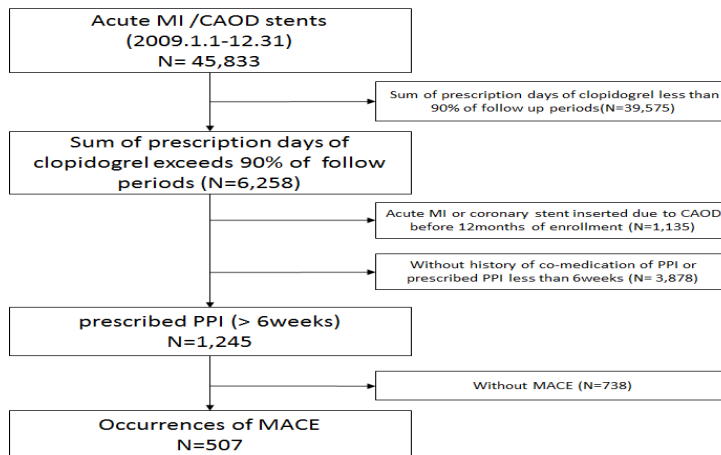 Acute MI /CAOD stents
(2009.1.1-12.31)
N= 45,833
Sum of prescription days of clopidogrel less than
90% of follow up periods(N=39,575)
Sum of prescription days of
clopidogrel exceeds 90% of follow
periods (N=6,258)
Acute MI or coronary stent inserted due to CAOD
before 12months of enrollment (N=1,135)
Without history of co-medication of PPI or
prescribed PPI less than 6weeks (N= 3,878)
prescribed PPI (> 6weeks)
N=1,245
Without MACE (N=738)
Occurrences of MACE
N=507